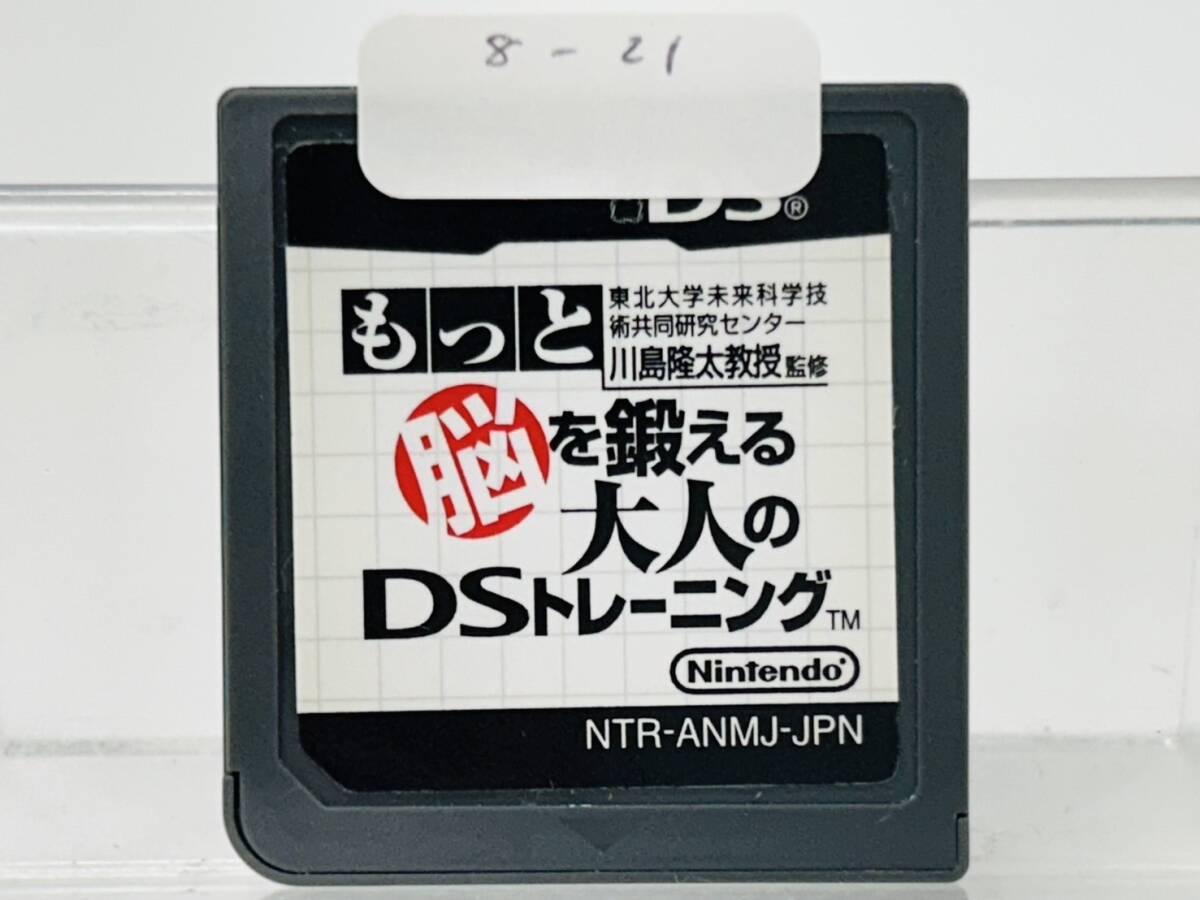 8-21
DS®
もっと
東北大学未来科学技
術共同研究センター
川島隆太教授監修
脳を鍛える
大人の
DSトレーニング™
Nintendo®
NTR-ANMJ-JPN